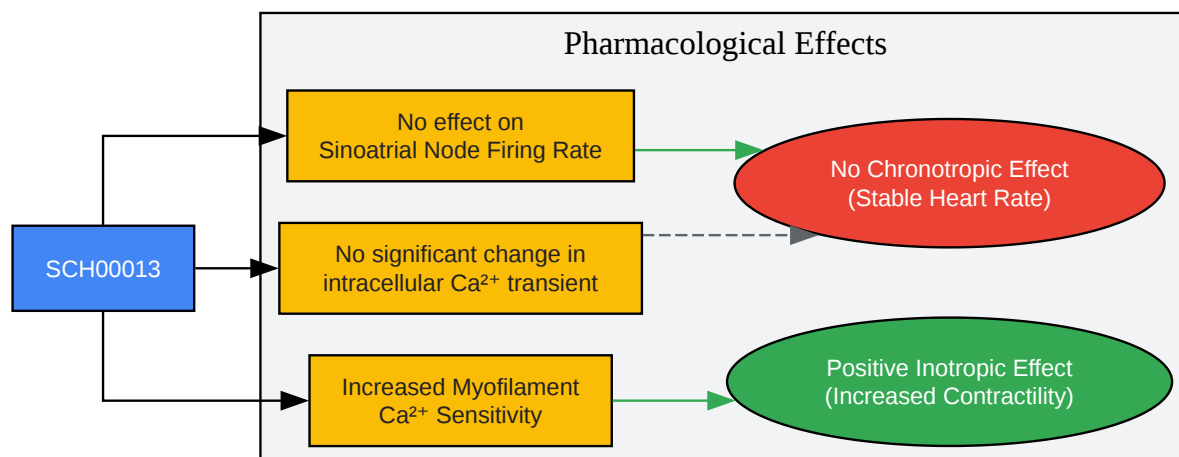 Pharmacological Effects
No effect on
Sinoatrial Node Firing Rate
No Chronotropic Effect
(Stable Heart Rate)
SCH00013
No significant change in
intracellular Ca²⁺ transient
Increased Myofilament
Ca²⁺ Sensitivity
Positive Inotropic Effect
(Increased Contractility)